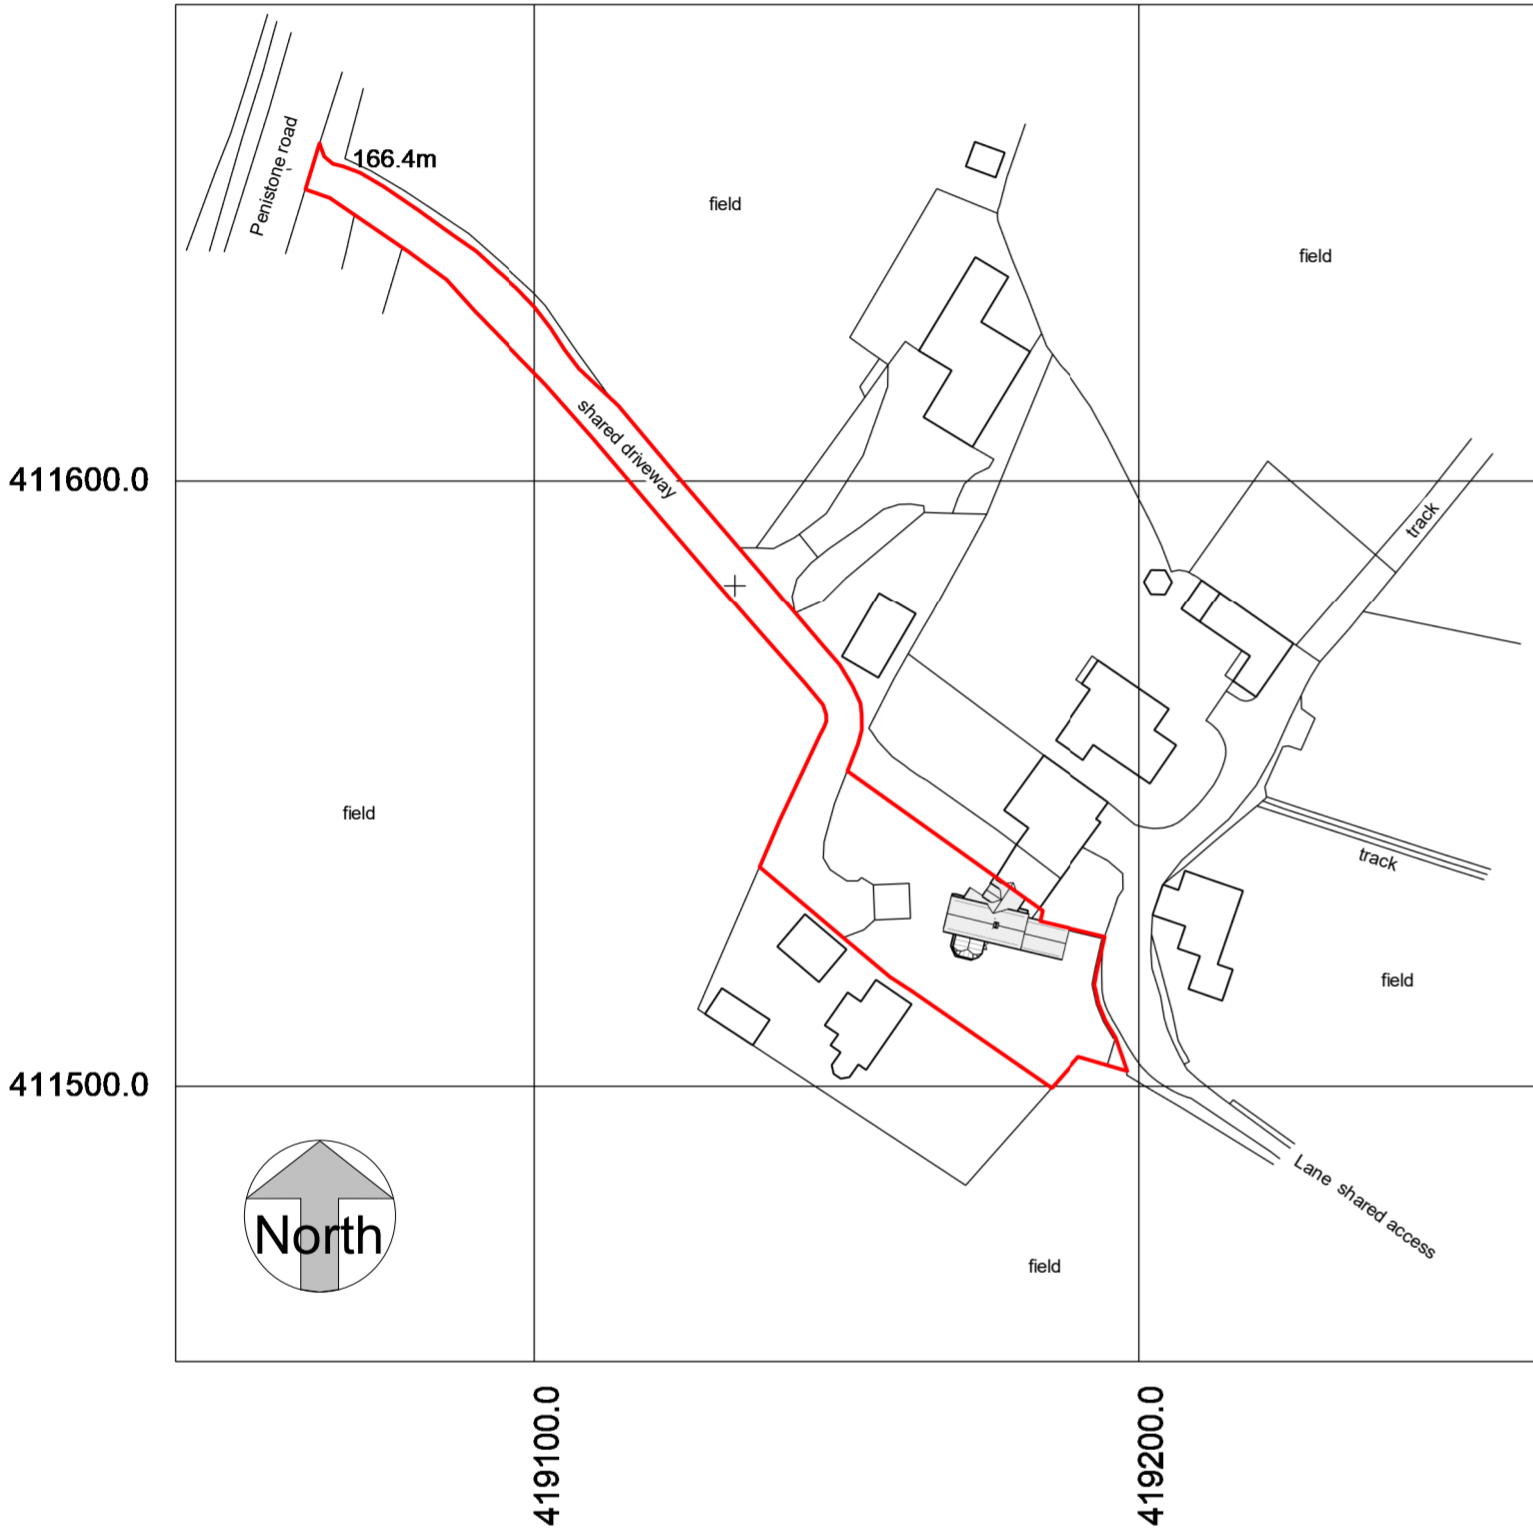 Penistone road
166.4m
field
field
shared driveway
411600.0
track
field
track
field
411500.0
Lane shared access
North
field
419100.0
419200.0